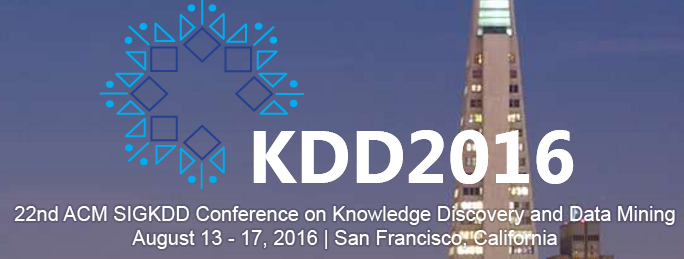 KDD2016
22nd ACM SIGKDD Conference on Knowledge Discovery and Data Mining
August 13 - 17, 2016 | San Francisco, California